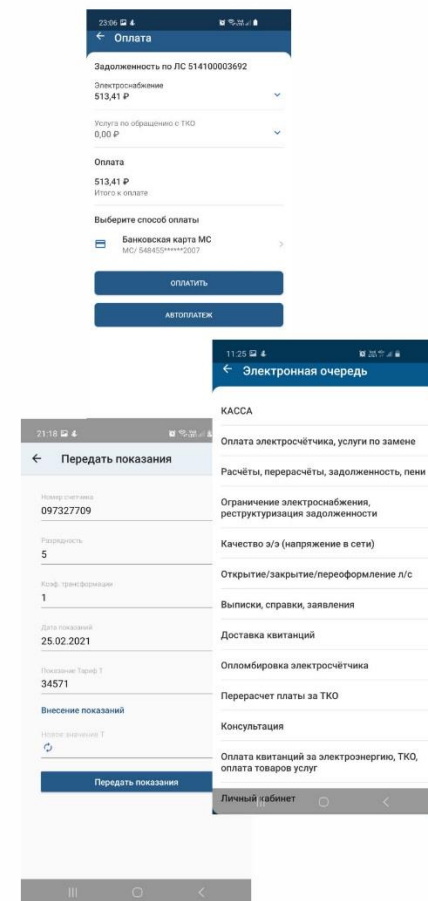 23:06
← Оплата
Задолженность по ЛС 514100003692
Электроснабжение
513,41 ₽
Услуга по обращению с ТКО
0,00 ₽
Оплата
513,41 ₽
Итого к оплате
Выберите способ оплаты
Банковская карта МС
МС/ 548455******2007
ОПЛАТИТЬ
АВТОПЛАТЕЖ
11:25
← Электронная очередь
КАССА
Оплата электросчётчика, услуги по замене
Расчёты, перерасчёты, задолженность, пени
Ограничение электроснабжения,
реструктуризация задолженности
Качество э/э (напряжение в сети)
Открытие/закрытие/переоформление л/с
Выписки, справки, заявления
Доставка квитанций
Опломбировка электросчётчика
Перерасчет платы за ТКО
Консультация
Оплата квитанций за электроэнергию, ТКО,
оплата товаров услуг
Личный кабинет
21:18
← Передать показания
Номер счетчика
097327709
Разрядность
5
Коэф. трансформации
1
Дата показаний
25.02.2021
Показание Тариф Т
34571
Внесение показаний
Новое значение Т
Передать показания